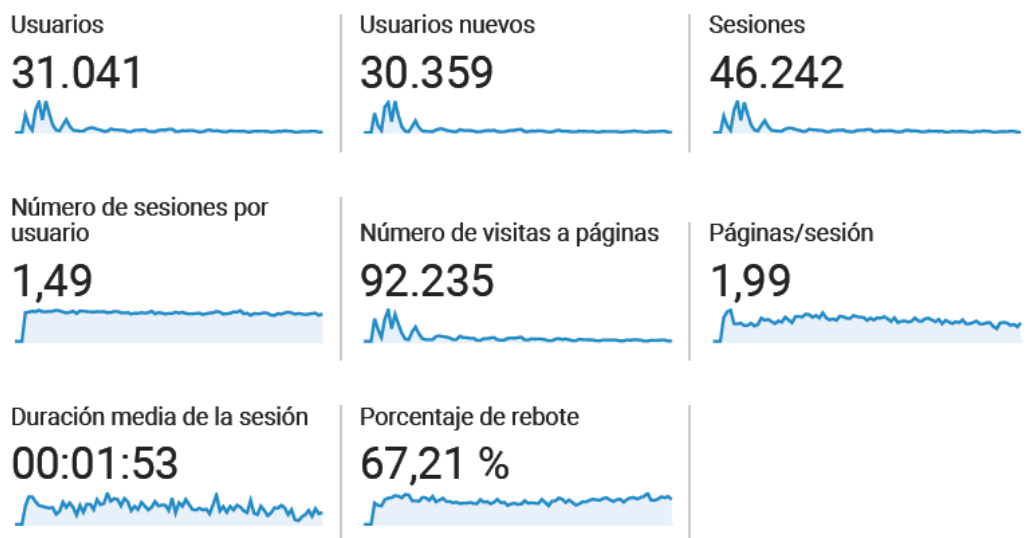 Usuarios
31.041
Usuarios nuevos
30.359
Sesiones
46.242
Número de sesiones por
usuario
1,49
Número de visitas a páginas
92.235
Páginas/sesión
1,99
Duración media de la sesión
00:01:53
Porcentaje de rebote
67,21 %